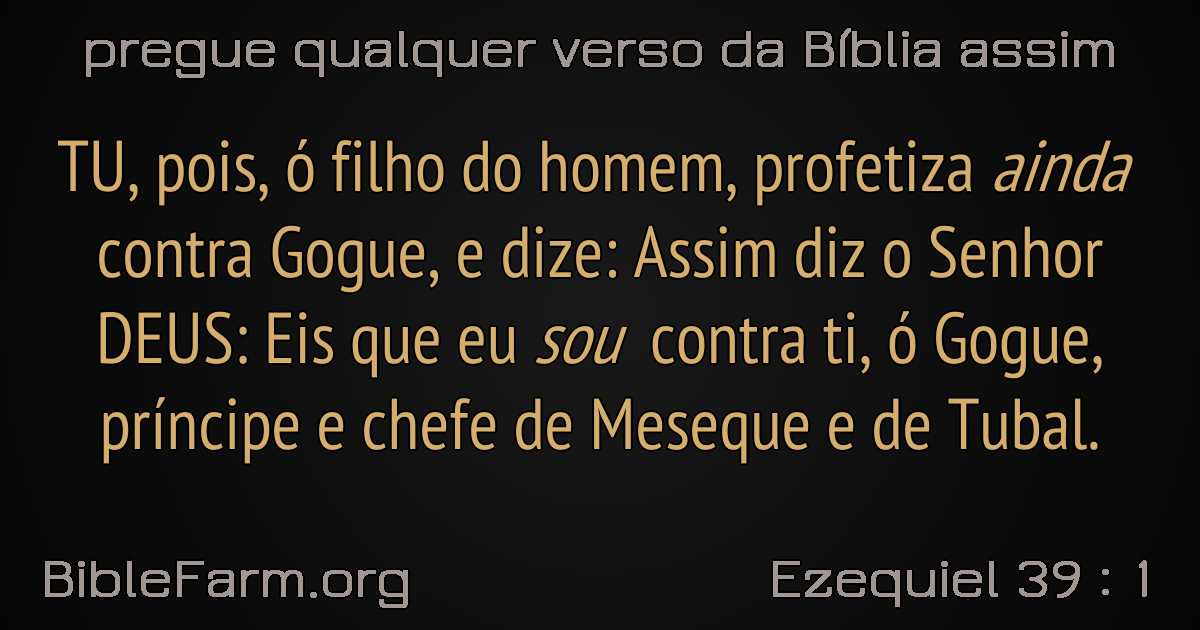 pregue qualquer verso da Bíblia assim
TU, pois, ó filho do homem, profetiza ainda
contra Gogue, e dize: Assim diz o Senhor
DEUS: Eis que eu sou contra ti, ó Gogue,
príncipe e chefe de Meseque e de Tubal.
BibleFarm.org
Ezequiel 39 : 1